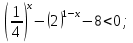 (1/4)^x − (2)^{1−x} − 8 < 0 ;